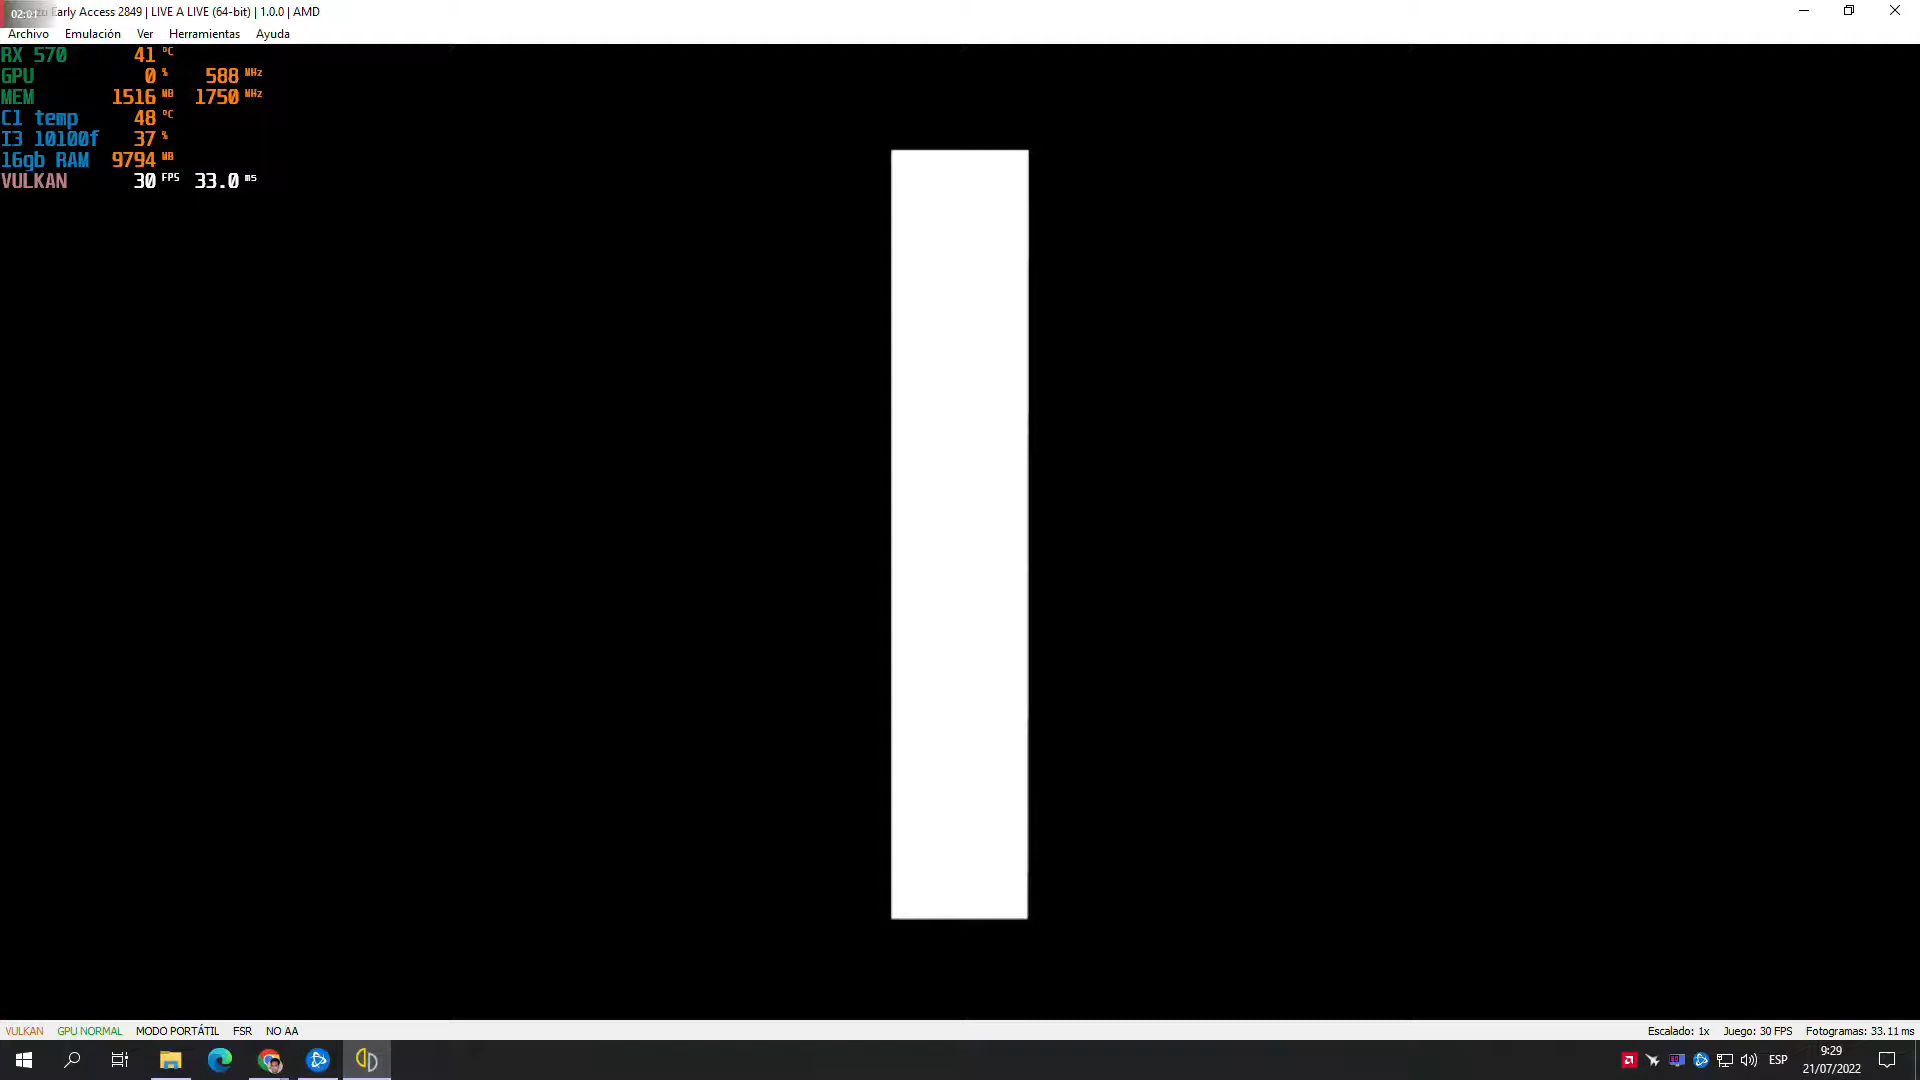 02:01 Early Access 2849 | LIVE A LIVE (64-bit) | 1.0.0 | AMD
Archivo Emulación Ver Herramientas Ayuda
RX 570 41 °C
GPU 0 % 588 MHz
MEM 1516 MB 1750 MHz
C1 temp 48 °C
I3 10100f 37 %
16gb RAM 9794 MB
VULKAN 30 FPS 33.0 ms
VULKAN GPU NORMAL MODO PORTÁTIL FSR NO AA Escalado: 1x Juego: 30 FPS Fotogramas: 33.11 ms
ESP 9:29
21/07/2022